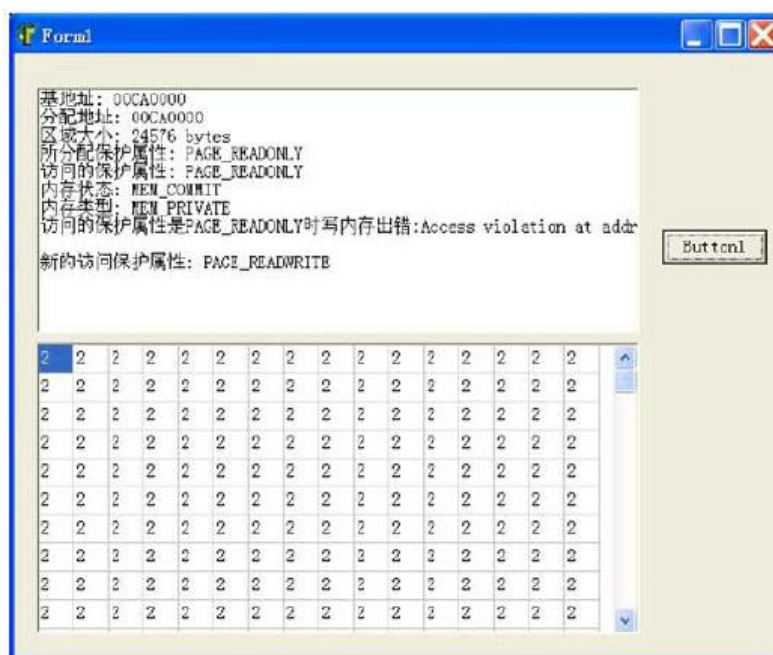 Form1
基地址: 00CA0000
分配地址: 00CA0000
区域大小: 24576 bytes
所分配保护属性: PAGE_READONLY
访问的保护属性: PAGE_READONLY
内存状态: MEM_COMMIT
内存类型: MEM_PRIVATE
访问的保护属性是PAGE_READONLY时写内存出错:Access violation at addr
新的访问保护属性: PAGE_READWRITE
Button1
2 2 2 2 2 2 2 2 2 2 2 2 2 2 2 2
2 2 2 2 2 2 2 2 2 2 2 2 2 2 2 2
2 2 2 2 2 2 2 2 2 2 2 2 2 2 2 2
2 2 2 2 2 2 2 2 2 2 2 2 2 2 2 2
2 2 2 2 2 2 2 2 2 2 2 2 2 2 2 2
2 2 2 2 2 2 2 2 2 2 2 2 2 2 2 2
2 2 2 2 2 2 2 2 2 2 2 2 2 2 2 2
2 2 2 2 2 2 2 2 2 2 2 2 2 2 2 2
2 2 2 2 2 2 2 2 2 2 2 2 2 2 2 2
2 2 2 2 2 2 2 2 2 2 2 2 2 2 2 2